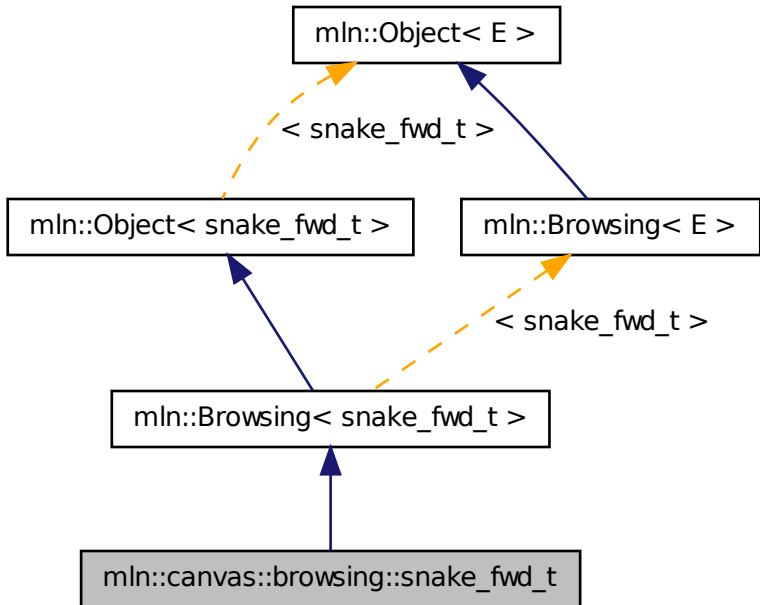 mln::Object< E >
< snake_fwd_t >
mln::Object< snake_fwd_t >
mln::Browsing< E >
< snake_fwd_t >
mln::Browsing< snake_fwd_t >
mln::canvas::browsing::snake_fwd_t